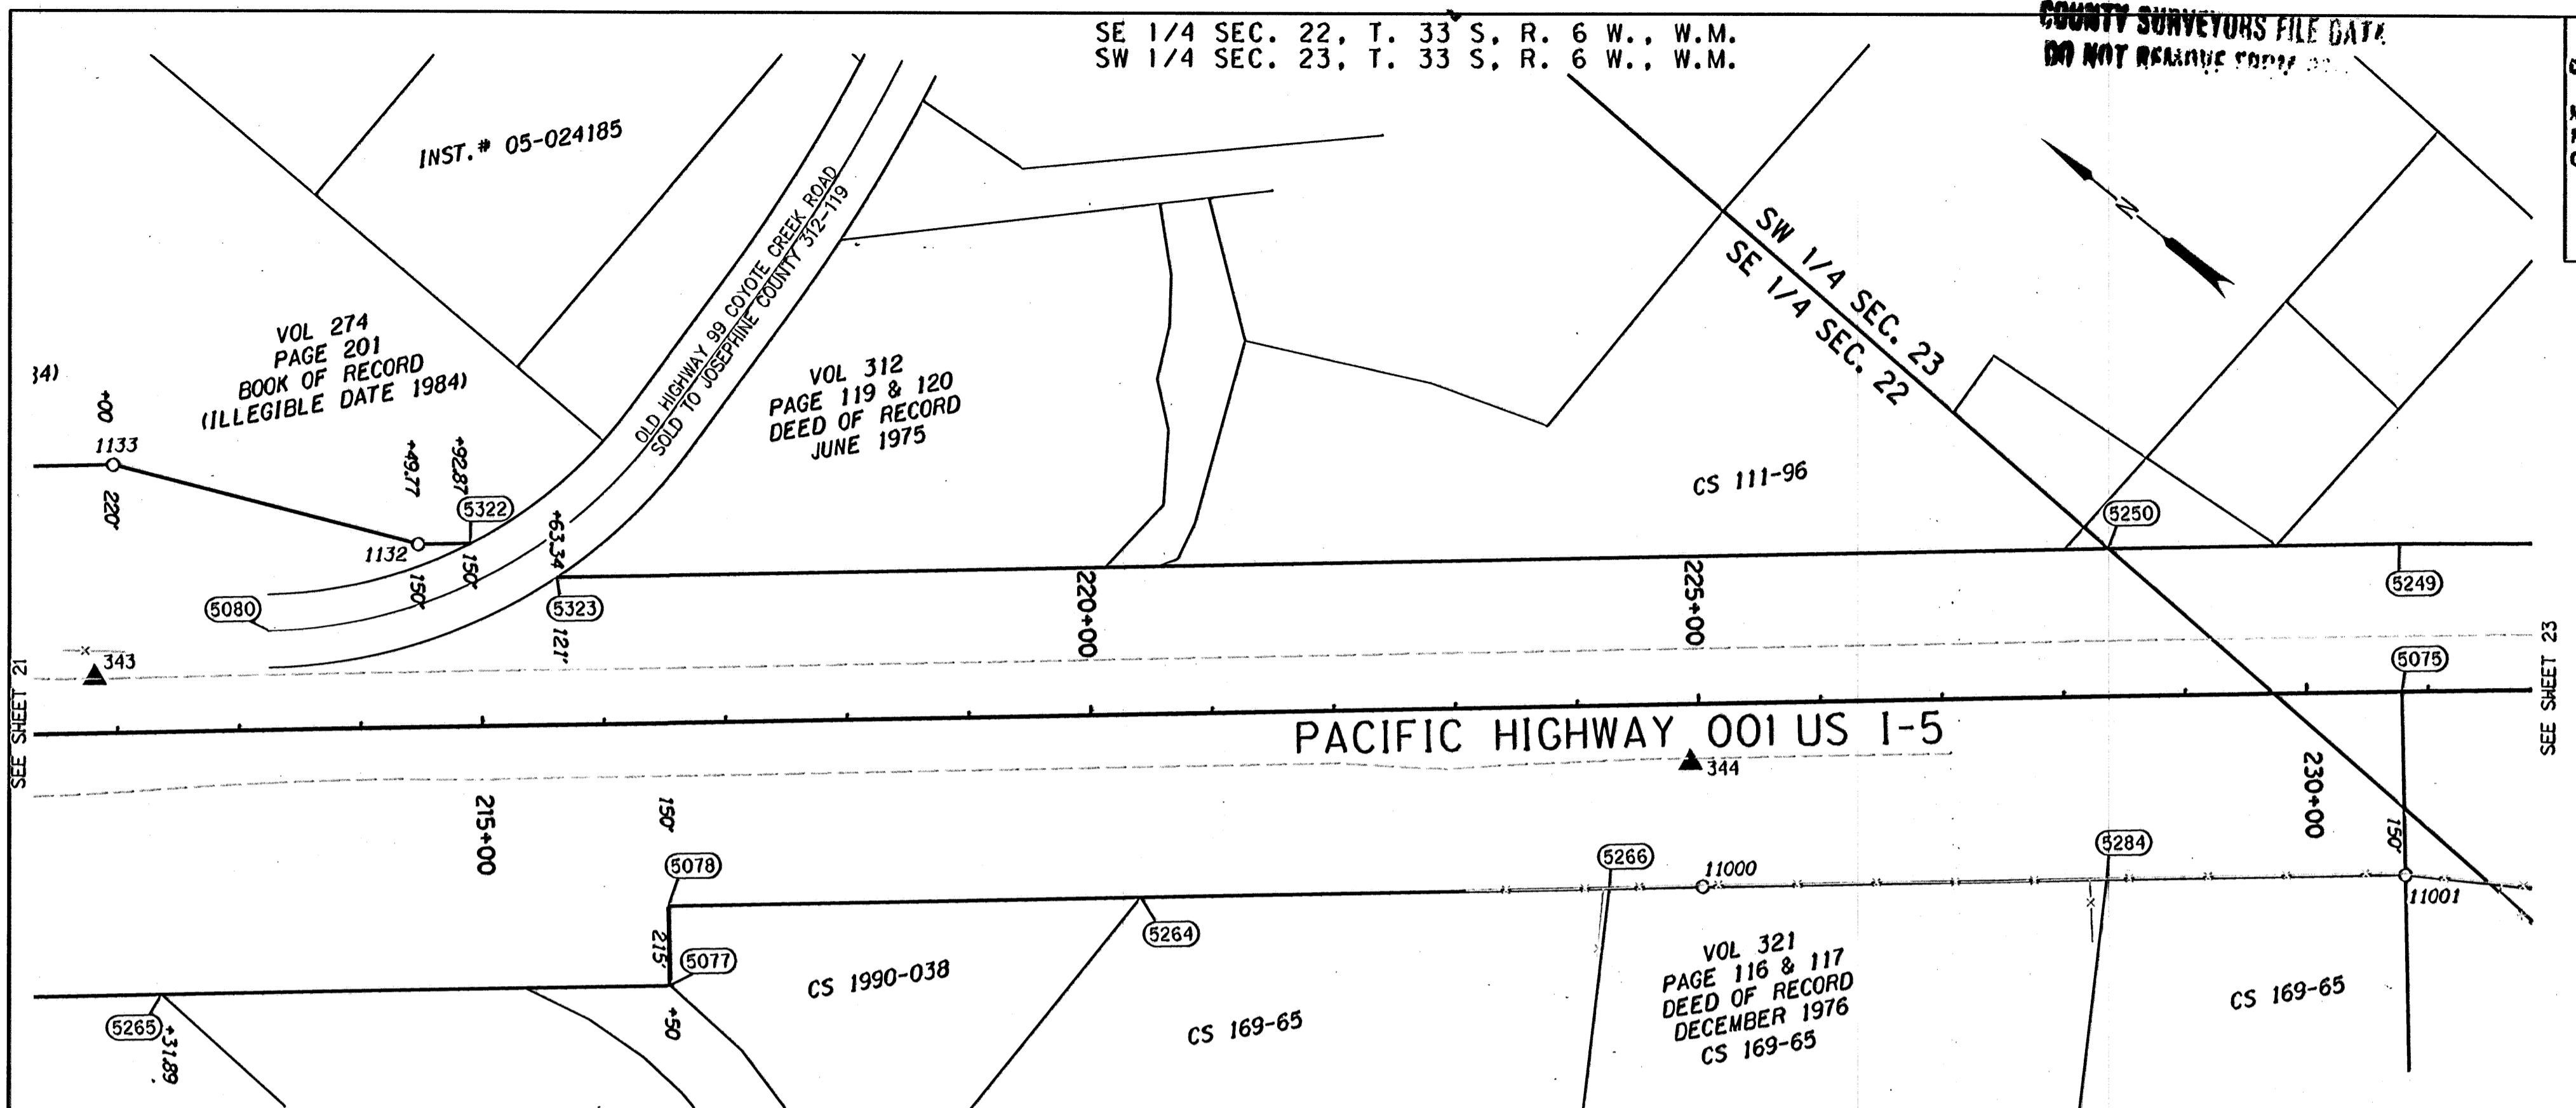 SE 1/4 SEC. 22, T. 33 S, R. 6 W., W.M.
SW 1/4 SEC. 23, T. 33 S, R. 6 W., W.M.
COUNTY SURVEYORS FILE DATA
DO NOT REMOVE FROM
INST.# 05-024185
OLD HIGHWAY 99 COYOTE CREEK ROAD
SOLD TO JOSEPHINE COUNTY 312-119
N
SW 1/4 SEC. 23
SE 1/4 SEC. 22
VOL 274
PAGE 201
BOOK OF RECORD
(ILLEGIBLE DATE 1984)
34)
VOL 312
PAGE 119 & 120
DEED OF RECORD
JUNE 1975
+00
1133
220'
+49.77
+92.87
5322
1132
150'
150'
+63.34
5080
5323
121'
CS 111-96
5250
5249
220+00
225+00
343
SEE SHEET 21
SEE SHEET 23
5075
PACIFIC HIGHWAY 001 US I-5
344
215+00
150'
230+00
150'
5078
5266
11000
5284
11001
215'
5077
5264
+50
CS 1990-038
CS 169-65
VOL 321
PAGE 116 & 117
DEED OF RECORD
DECEMBER 1976
CS 169-65
CS 169-65
5265
+31.89